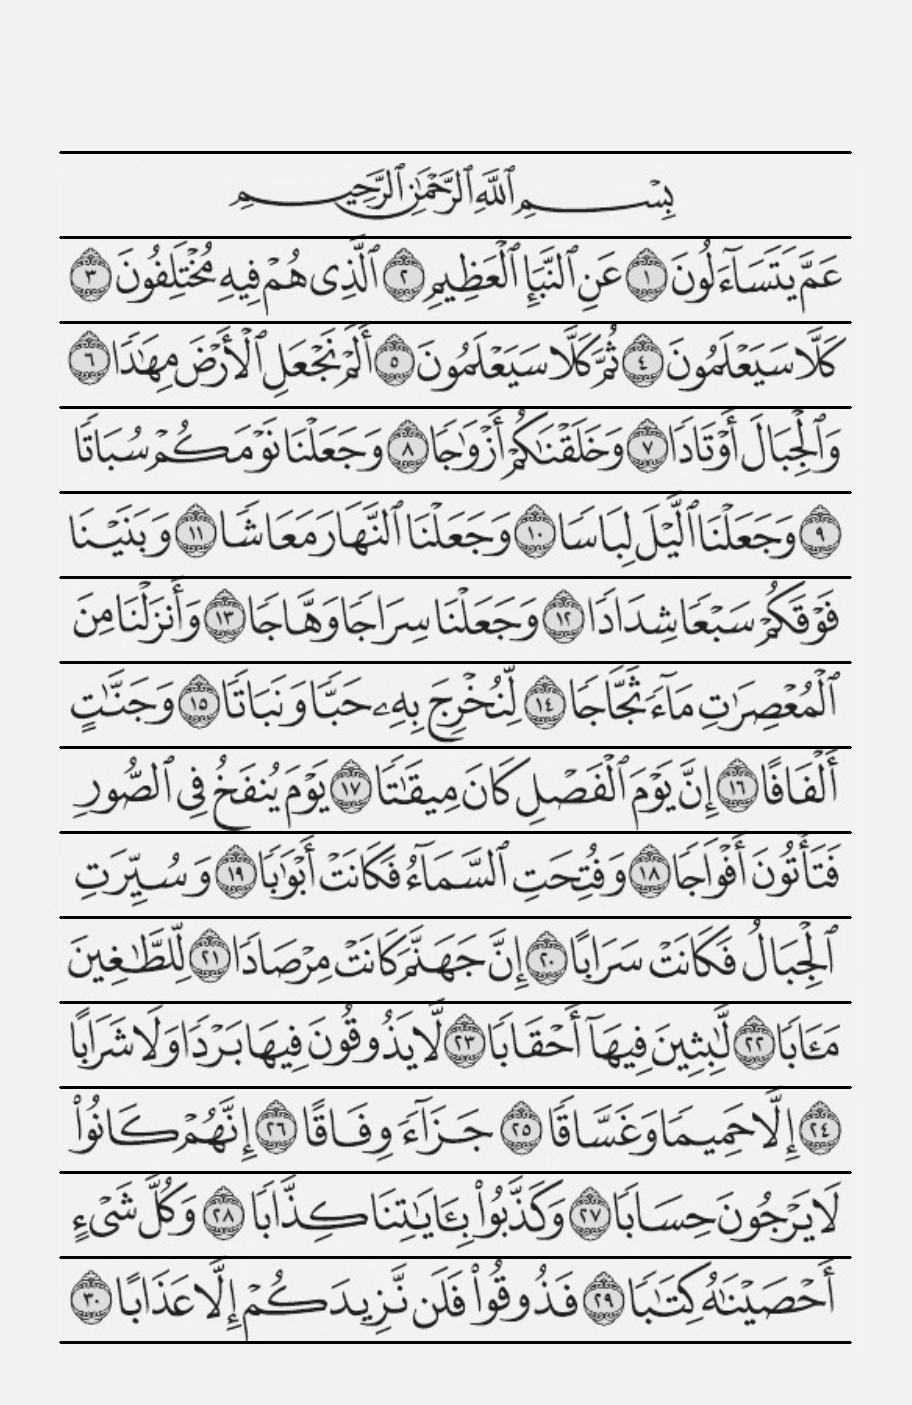 بِسْمِ ٱللَّهِ ٱلرَّحْمَٰنِ ٱلرَّحِيمِ
عَمَّ يَتَسَآءَلُونَ ١ عَنِ ٱلنَّبَإِ ٱلْعَظِيمِ ٢ ٱلَّذِى هُمْ فِيهِ مُخْتَلِفُونَ ٣
كَلَّا سَيَعْلَمُونَ ٤ ثُمَّ كَلَّا سَيَعْلَمُونَ ٥ أَلَمْ نَجْعَلِ ٱلْأَرْضَ مِهَٰدًا ٦
وَٱلْجِبَالَ أَوْتَادًا ٧ وَخَلَقْنَٰكُمْ أَزْوَٰجًا ٨ وَجَعَلْنَا نَوْمَكُمْ سُبَاتًا
٩ وَجَعَلْنَا ٱلَّيْلَ لِبَاسًا ١٠ وَجَعَلْنَا ٱلنَّهَارَ مَعَاشًا ١١ وَبَنَيْنَا
فَوْقَكُمْ سَبْعًا شِدَادًا ١٢ وَجَعَلْنَا سِرَاجًا وَهَّاجًا ١٣ وَأَنزَلْنَا مِنَ
ٱلْمُعْصِرَٰتِ مَآءً ثَجَّاجًا ١٤ لِّنُخْرِجَ بِهِۦ حَبًّا وَنَبَاتًا ١٥ وَجَنَّٰتٍ
أَلْفَافًا ١٦ إِنَّ يَوْمَ ٱلْفَصْلِ كَانَ مِيقَٰتًا ١٧ يَوْمَ يُنفَخُ فِى ٱلصُّورِ
فَتَأْتُونَ أَفْوَاجًا ١٨ وَفُتِحَتِ ٱلسَّمَآءُ فَكَانَتْ أَبْوَٰبًا ١٩ وَسُيِّرَتِ
ٱلْجِبَالُ فَكَانَتْ سَرَابًا ٢٠ إِنَّ جَهَنَّمَ كَانَتْ مِرْصَادًا ٢١ لِّلطَّٰغِينَ
مَـَٔابًا ٢٢ لَّٰبِثِينَ فِيهَآ أَحْقَابًا ٢٣ لَّا يَذُوقُونَ فِيهَا بَرْدًا وَلَا شَرَابًا
٢٤ إِلَّا حَمِيمًا وَغَسَّاقًا ٢٥ جَزَآءً وِفَاقًا ٢٦ إِنَّهُمْ كَانُوا۟
لَا يَرْجُونَ حِسَابًا ٢٧ وَكَذَّبُوا۟ بِـَٔايَٰتِنَا كِذَّابًا ٢٨ وَكُلَّ شَىْءٍ
أَحْصَيْنَٰهُ كِتَٰبًا ٢٩ فَذُوقُوا۟ فَلَن نَّزِيدَكُمْ إِلَّا عَذَابًا ٣٠